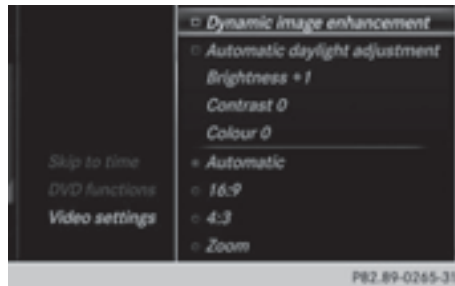 Dynamic image enhancement
Automatic daylight adjustment
Brightness +1
Contrast 0
Colour 0
Skip to time
Automatic
DVD functions
16:9
Video settings
4:3
Zoom
P82.89-0265-31